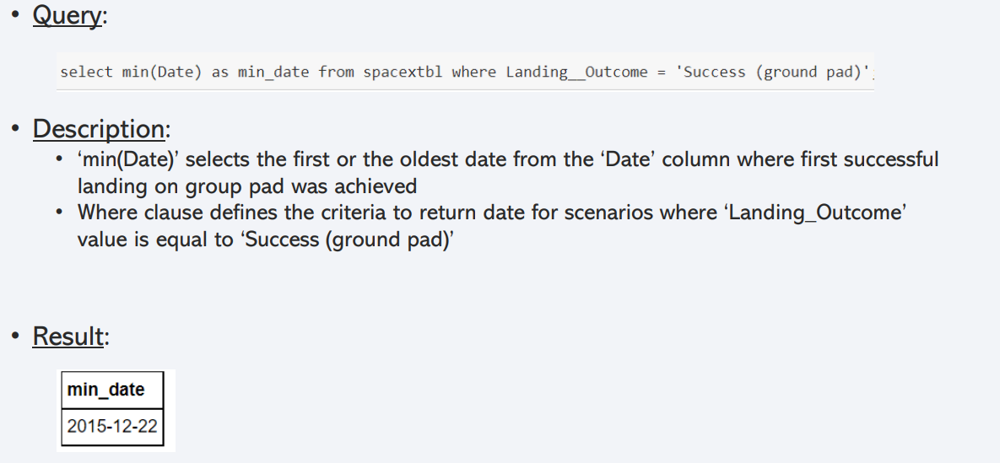 • Query:
select min(Date) as min_date from spacextbl where Landing__Outcome = 'Success (ground pad)';
• Description:
• ‘min(Date)’ selects the first or the oldest date from the ‘Date’ column where first successful
landing on group pad was achieved
• Where clause defines the criteria to return date for scenarios where ‘Landing_Outcome’
value is equal to ‘Success (ground pad)’
• Result:
min_date
2015-12-22